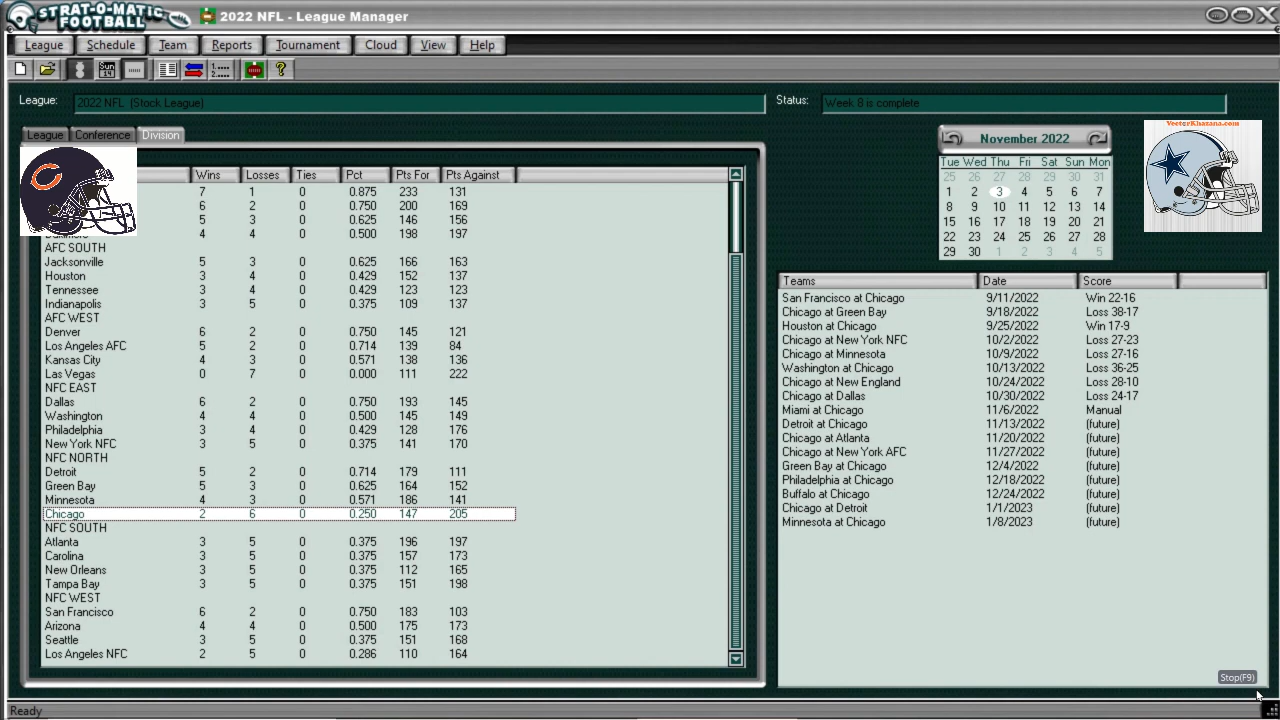 STRAT-O-MATIC FOOTBALL
2022 NFL - League Manager
League Schedule Team Reports Tournament Cloud View Help
League: 2022 NFL (Stock League)
Status: Week 8 is complete
League Conference Division
Wins Losses Ties Pct Pts For Pts Against
7 1 0 0.875 233 131
6 2 0 0.750 200 169
5 3 0 0.625 146 156
4 4 0 0.500 198 197
AFC SOUTH
Jacksonville 5 3 0 0.625 166 163
Houston 3 4 0 0.429 152 137
Tennessee 3 4 0 0.429 123 123
Indianapolis 3 5 0 0.375 109 137
AFC WEST
Denver 6 2 0 0.750 145 121
Los Angeles AFC 5 2 0 0.714 139 84
Kansas City 4 3 0 0.571 138 136
Las Vegas 0 7 0 0.000 111 222
NFC EAST
Dallas 6 2 0 0.750 193 145
Washington 4 4 0 0.500 145 149
Philadelphia 3 4 0 0.429 128 176
New York NFC 3 5 0 0.375 141 170
NFC NORTH
Detroit 5 2 0 0.714 179 111
Green Bay 5 3 0 0.625 164 152
Minnesota 4 3 0 0.571 186 141
Chicago 2 6 0 0.250 147 205
NFC SOUTH
Atlanta 3 5 0 0.375 196 197
Carolina 3 5 0 0.375 157 173
New Orleans 3 5 0 0.375 112 165
Tampa Bay 3 5 0 0.375 151 198
NFC WEST
San Francisco 6 2 0 0.750 183 103
Arizona 4 4 0 0.500 175 173
Seattle 3 5 0 0.375 151 168
Los Angeles NFC 2 5 0 0.286 110 164
November 2022
Tue Wed Thu Fri Sat Sun Mon
25 26 27 28 29 30 31
1 2 3 4 5 6 7
8 9 10 11 12 13 14
15 16 17 18 19 20 21
22 23 24 25 26 27 28
29 30 1 2 3 4 5
VectorKhazana.com
Teams Date Score
San Francisco at Chicago 9/11/2022 Win 22-16
Chicago at Green Bay 9/18/2022 Loss 38-17
Houston at Chicago 9/25/2022 Win 17-9
Chicago at New York NFC 10/2/2022 Loss 27-23
Chicago at Minnesota 10/9/2022 Loss 27-16
Washington at Chicago 10/13/2022 Loss 36-25
Chicago at New England 10/24/2022 Loss 28-10
Chicago at Dallas 10/30/2022 Loss 24-17
Miami at Chicago 11/6/2022 Manual
Detroit at Chicago 11/13/2022 (future)
Chicago at Atlanta 11/20/2022 (future)
Chicago at New York AFC 11/27/2022 (future)
Green Bay at Chicago 12/4/2022 (future)
Philadelphia at Chicago 12/18/2022 (future)
Buffalo at Chicago 12/24/2022 (future)
Chicago at Detroit 1/1/2023 (future)
Minnesota at Chicago 1/8/2023 (future)
Stop(F9)
Ready